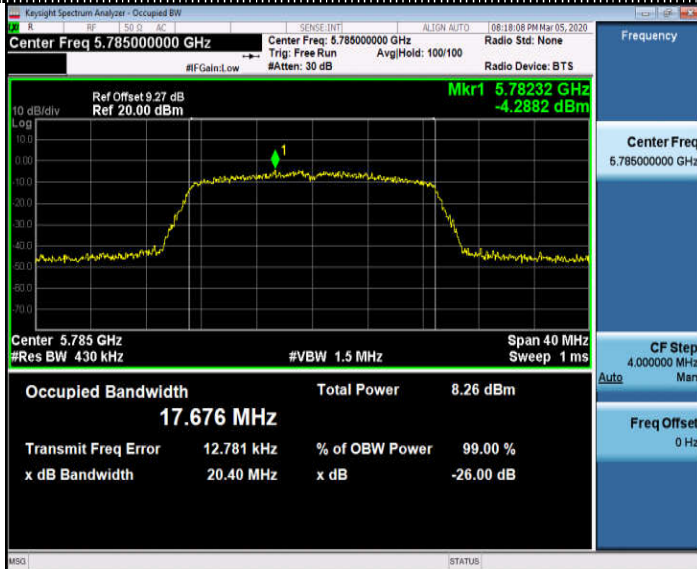 Keysight Spectrum Analyzer - Occupied BW
R RF 50 Ω AC SENSE:INT ALIGN AUTO 08:18:08 PM Mar 05, 2020
Center Freq 5.785000000 GHz
Center Freq: 5.785000000 GHz Radio Std: None
Trig: Free Run Avg|Hold: 100/100
#IFGain:Low #Atten: 30 dB Radio Device: BTS
Frequency
Ref Offset 9.27 dB
10 dB/div Ref 20.00 dBm
Mkr1 5.78232 GHz
-4.2882 dBm
Log
10.0
0.00
-10.0
-20.0
-30.0
-40.0
-50.0
-60.0
-70.0
1
Center 5.785 GHz Span 40 MHz
#Res BW 430 kHz #VBW 1.5 MHz Sweep 1 ms
Occupied Bandwidth Total Power 8.26 dBm
17.676 MHz
Transmit Freq Error 12.781 kHz % of OBW Power 99.00 %
x dB Bandwidth 20.40 MHz x dB -26.00 dB
Center Freq
5.785000000 GHz
CF Step
4.000000 MHz
Auto Man
Freq Offset
0 Hz
MSG STATUS